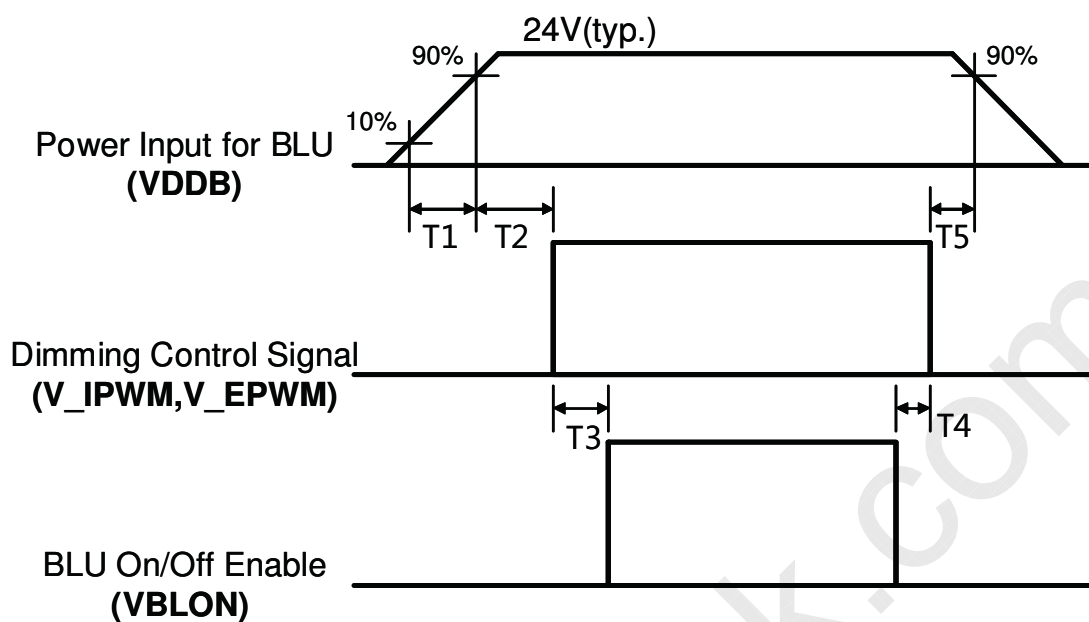 24V(typ.)
90%
90%
10%
Power Input for BLU
(VDDB)
T1
T2
T5
Dimming Control Signal
(V_IPWM,V_EPWM)
T3
T4
BLU On/Off Enable
(VBLON)
k.com